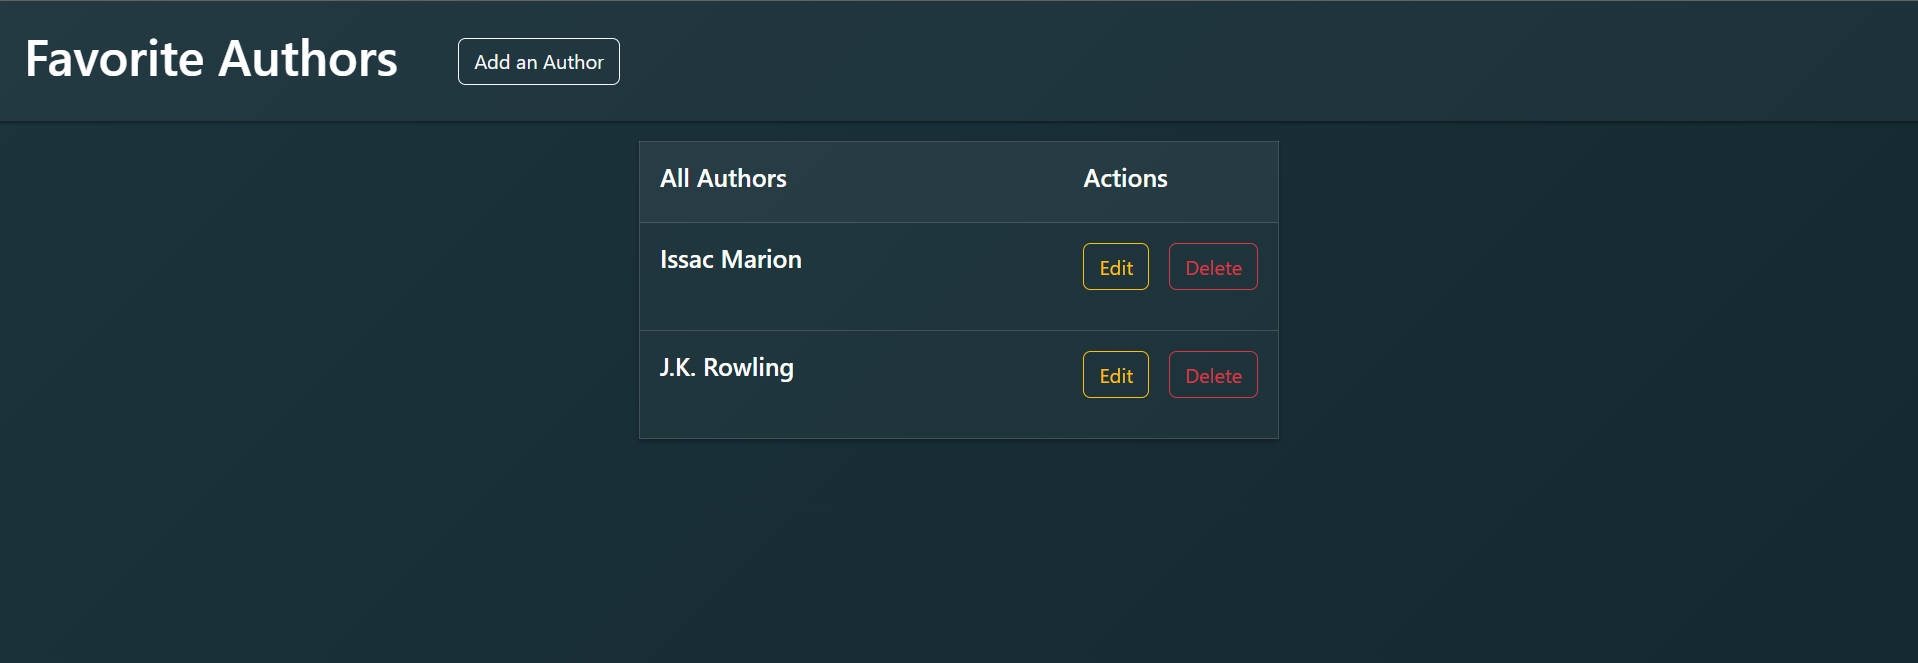 Favorite Authors
Add an Author
All Authors Actions
Issac Marion Edit Delete
J.K. Rowling Edit Delete